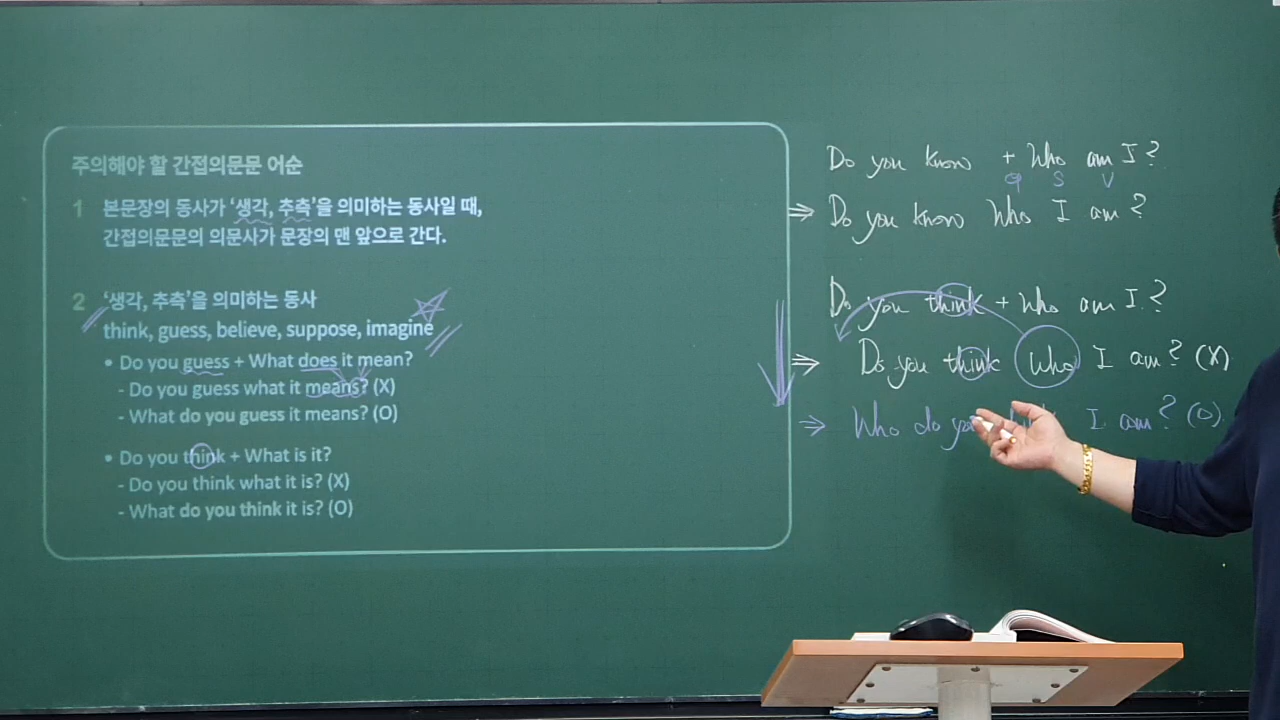 주의해야 할 간접의문문 어순
1 본문장의 동사가 '생각, 추측'을 의미하는 동사일 때,
간접의문문의 의문사가 문장의 맨 앞으로 간다.
2 '생각, 추측'을 의미하는 동사
think, guess, believe, suppose, imagine
• Do you guess + What does it mean?
- Do you guess what it means? (X)
- What do you guess it means? (O)
• Do you think + What is it?
- Do you think what it is? (X)
- What do you think it is? (O)
Do you know + Who am I?
S V
⇒ Do you know Who I am?
Do you think + Who am I?
⇒ Do you think Who I am? (X)
⇒ Who do you I am? (O)